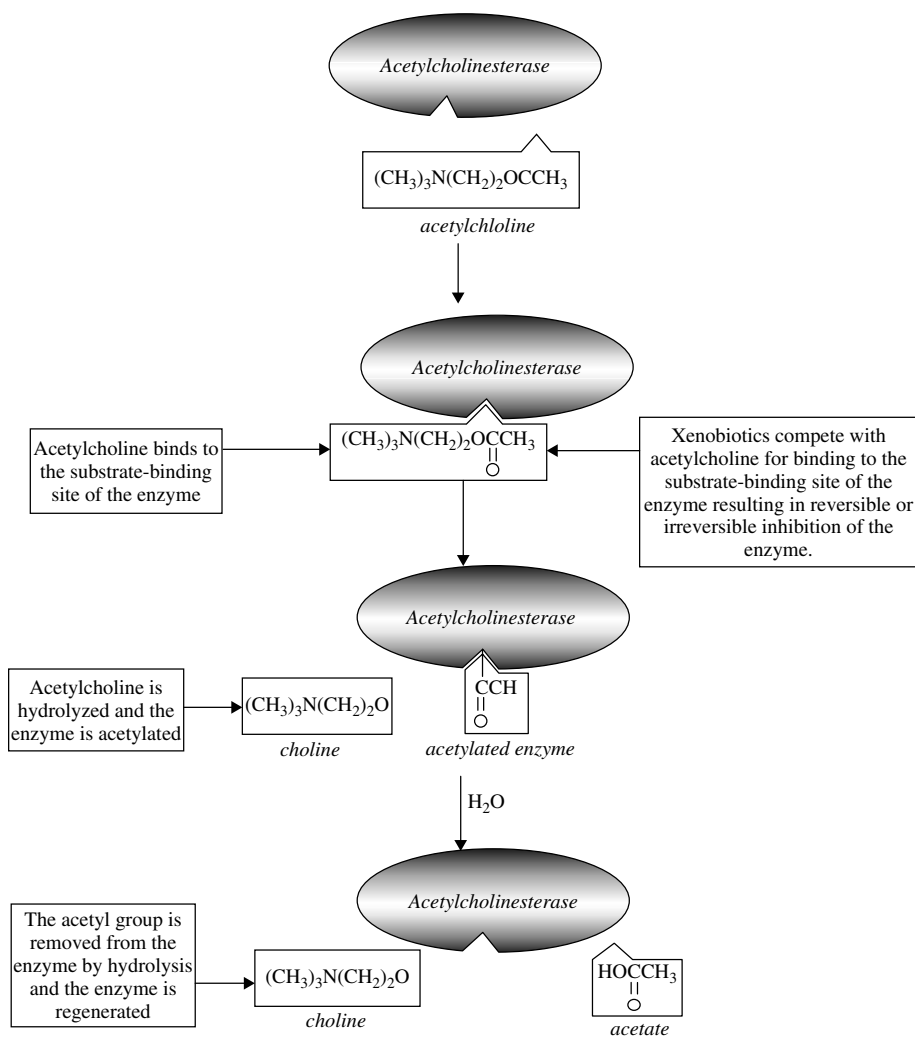 Acetylcholinesterase
(CH₃)₃N(CH₂)₂OCCH₃
acetylchloline
Acetylcholinesterase
Acetylcholine binds to
the substrate-binding
site of the enzyme
(CH₃)₃N(CH₂)₂OCCH₃
O
Xenobiotics compete with
acetylcholine for binding to the
substrate-binding site of the
enzyme resulting in reversible or
irreversible inhibition of the
enzyme.
Acetylcholinesterase
Acetylcholine is
hydrolyzed and the
enzyme is acetylated
(CH₃)₃N(CH₂)₂O
choline
CCH
O
acetylated enzyme
H₂O
Acetylcholinesterase
The acetyl group is
removed from the
enzyme by hydrolysis
and the enzyme is
regenerated
(CH₃)₃N(CH₂)₂O
choline
HOCCH₃
O
acetate